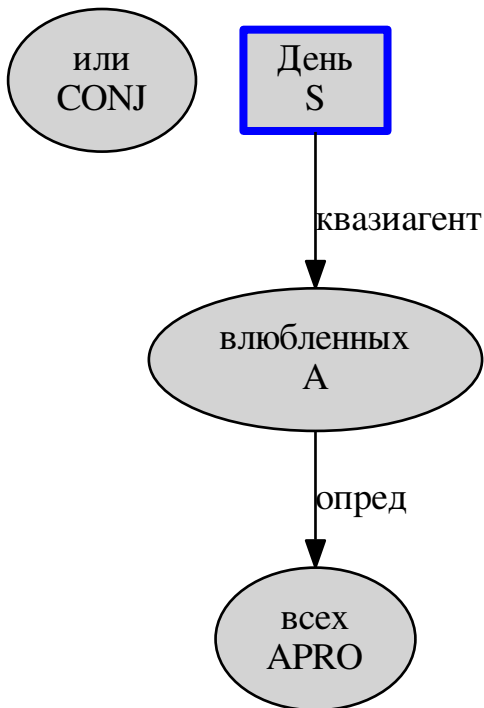 или
CONJ
День
S
квазиагент
влюбленных
A
опред
всех
APRO